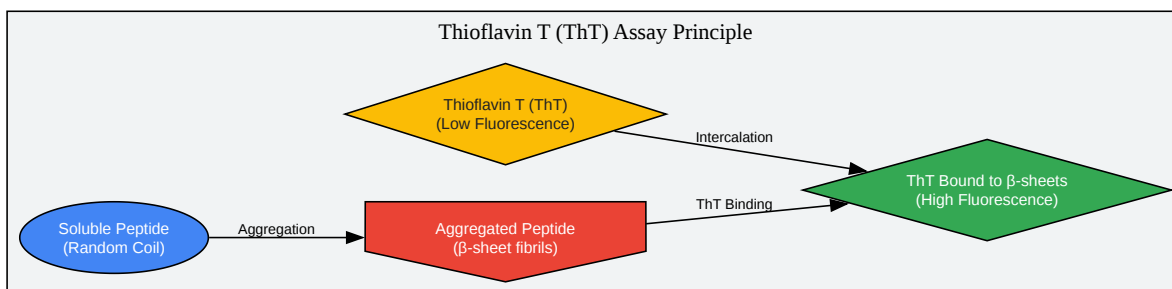 Thioflavin T (ThT) Assay Principle
Thioflavin T (ThT)
(Low Fluorescence)
Intercalation
ThT Bound to β-sheets
(High Fluorescence)
ThT Binding
Soluble Peptide
(Random Coil)
Aggregation
Aggregated Peptide
(β-sheet fibrils)